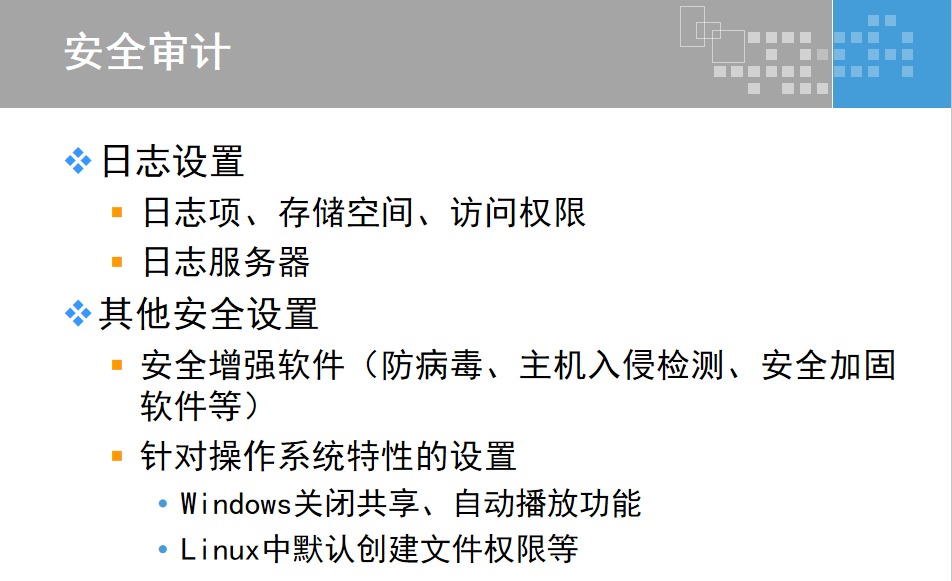 安全审计
日志设置
日志项、存储空间、访问权限
日志服务器
其他安全设置
安全增强软件（防病毒、主机入侵检测、安全加固
软件等）
针对操作系统特性的设置
Windows关闭共享、自动播放功能
Linux中默认创建文件权限等